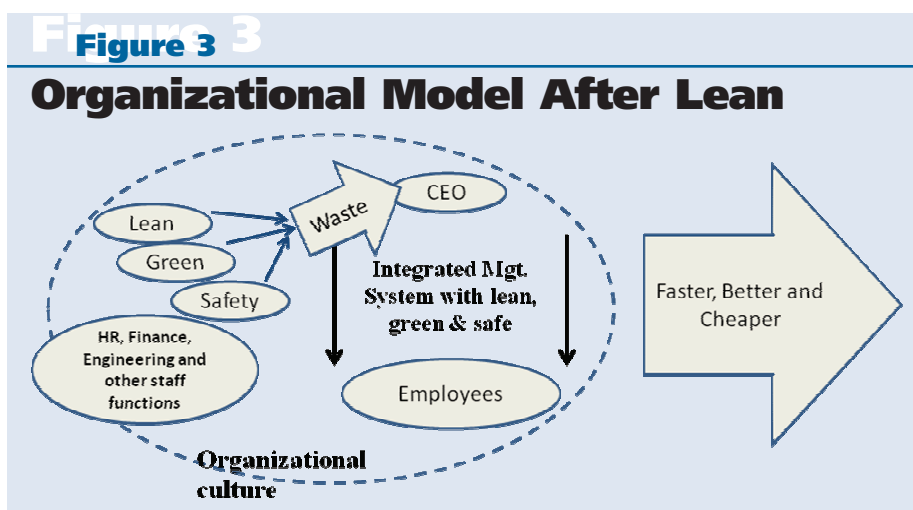 Figure 3
Figure 3
Organizational Model After Lean
Lean
Green
Safety
Waste
CEO
Integrated Mgt.
System with lean,
green & safe
HR, Finance,
Engineering and
other staff
functions
Employees
Organizational
culture
Faster, Better and
Cheaper